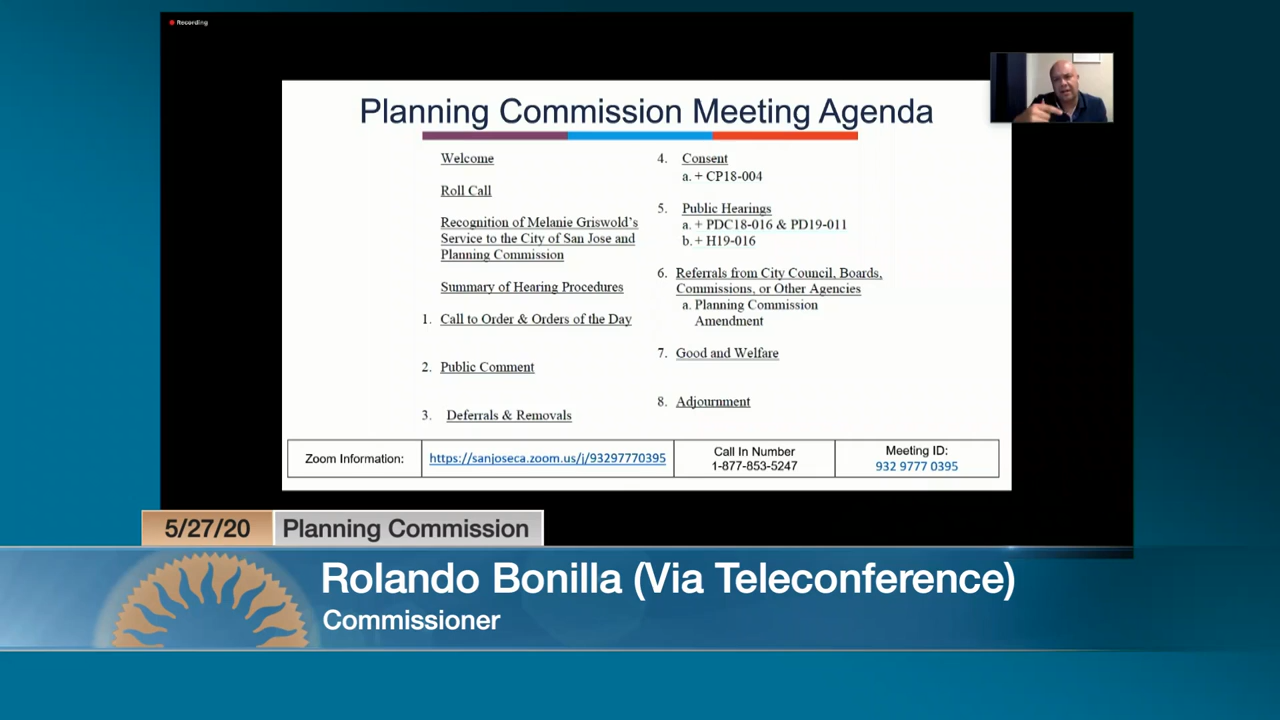 Recording
Planning Commission Meeting Agenda
Welcome
Roll Call
Recognition of Melanie Griswold's
Service to the City of San Jose and
Planning Commission
Summary of Hearing Procedures
1. Call to Order & Orders of the Day
2. Public Comment
3. Deferrals & Removals
4. Consent
a. + CP18-004
5. Public Hearings
a. + PDC18-016 & PD19-011
b. + H19-016
6. Referrals from City Council, Boards,
Commissions, or Other Agencies
a. Planning Commission
Amendment
7. Good and Welfare
8. Adjournment
Zoom Information:
https://sanjoseca.zoom.us/j/93297770395
Call In Number
1-877-853-5247
Meeting ID:
932 9777 0395
5/27/20
Planning Commission
Rolando Bonilla (Via Teleconference)
Commissioner